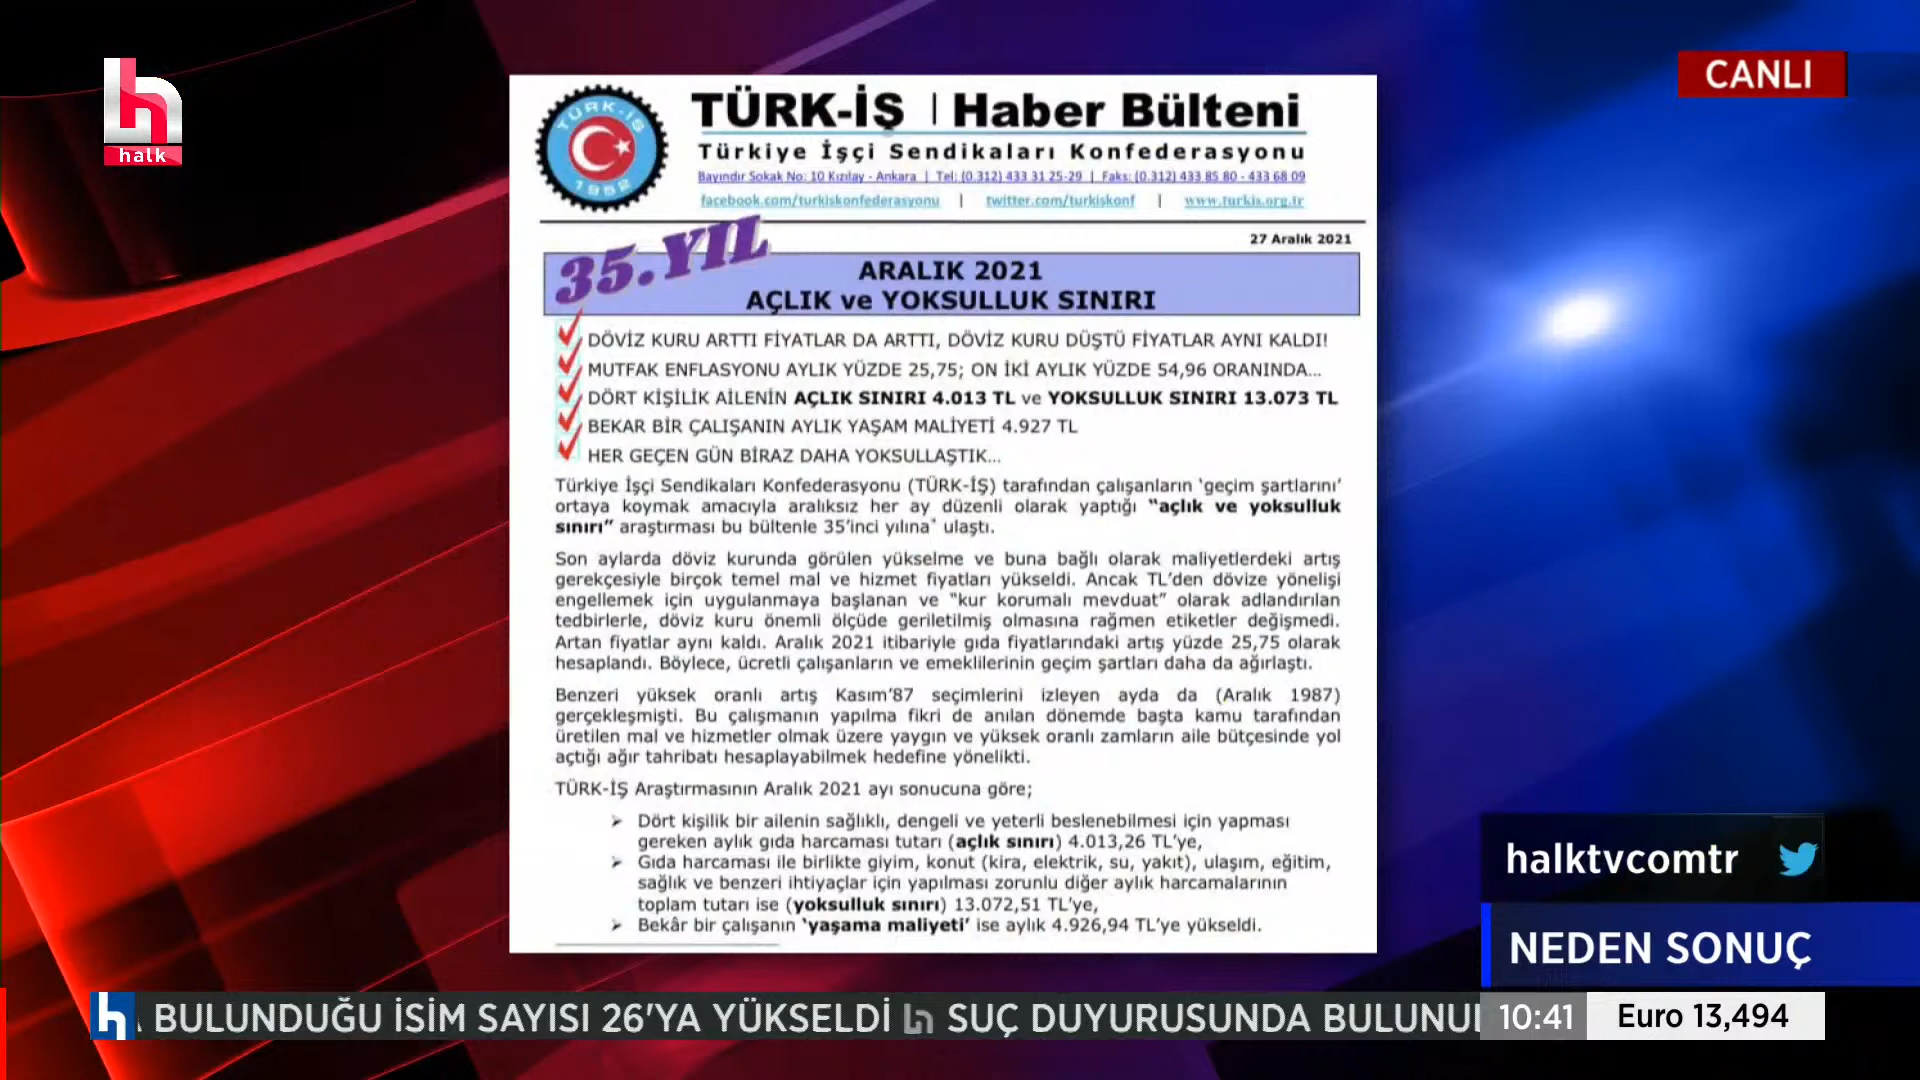 h
halk
CANLI
TÜRK-İŞ
1952
TÜRK-İŞ | Haber Bülteni
Türkiye İşçi Sendikaları Konfederasyonu
Bayındır Sokak No: 10 Kızılay - Ankara | Tel: (0.312) 433 31 25-29 | Faks: (0.312) 433 85 80 - 433 68 09
facebook.com/turkiskonfederasyonu | twitter.com/turkiskonf | www.turkis.org.tr
27 Aralık 2021
35.YIL
ARALIK 2021
AÇLIK ve YOKSULLUK SINIRI
DÖVİZ KURU ARTTI FİYATLAR DA ARTTI, DÖVİZ KURU DÜŞTÜ FİYATLAR AYNI KALDI!
MUTFAK ENFLASYONU AYLIK YÜZDE 25,75; ON İKİ AYLIK YÜZDE 54,96 ORANINDA...
DÖRT KİŞİLİK AİLENİN AÇLIK SINIRI 4.013 TL ve YOKSULLUK SINIRI 13.073 TL
BEKAR BİR ÇALIŞANIN AYLIK YAŞAM MALİYETİ 4.927 TL
HER GEÇEN GÜN BİRAZ DAHA YOKSULLAŞTIK...
Türkiye İşçi Sendikaları Konfederasyonu (TÜRK-İŞ) tarafından çalışanların ‘geçim şartlarını’
ortaya koymak amacıyla aralıksız her ay düzenli olarak yaptığı “açlık ve yoksulluk
sınırı” araştırması bu bültenle 35’inci yılına* ulaştı.
Son aylarda döviz kurunda görülen yükselme ve buna bağlı olarak maliyetlerdeki artış
gerekçesiyle birçok temel mal ve hizmet fiyatları yükseldi. Ancak TL’den dövize yönelişi
engellemek için uygulanmaya başlanan ve “kur korumalı mevduat” olarak adlandırılan
tedbirlerle, döviz kuru önemli ölçüde geriletilmiş olmasına rağmen etiketler değişmedi.
Artan fiyatlar aynı kaldı. Aralık 2021 itibariyle gıda fiyatlarındaki artış yüzde 25,75 olarak
hesaplandı. Böylece, ücretli çalışanların ve emeklilerinin geçim şartları daha da ağırlaştı.
Benzeri yüksek oranlı artış Kasım’87 seçimlerini izleyen ayda da (Aralık 1987)
gerçekleşmişti. Bu çalışmanın yapılma fikri de anılan dönemde başta kamu tarafından
üretilen mal ve hizmetler olmak üzere yaygın ve yüksek oranlı zamların aile bütçesinde yol
açtığı ağır tahribatı hesaplayabilmek hedefine yönelikti.
TÜRK-İŞ Araştırmasının Aralık 2021 ayı sonucuna göre;
➢ Dört kişilik bir ailenin sağlıklı, dengeli ve yeterli beslenebilmesi için yapması
gereken aylık gıda harcaması tutarı (açlık sınırı) 4.013,26 TL’ye,
➢ Gıda harcaması ile birlikte giyim, konut (kira, elektrik, su, yakıt), ulaşım, eğitim,
sağlık ve benzeri ihtiyaçlar için yapılması zorunlu diğer aylık harcamalarının
toplam tutarı ise (yoksulluk sınırı) 13.072,51 TL’ye,
➢ Bekâr bir çalışanın ‘yaşama maliyeti’ ise aylık 4.926,94 TL’ye yükseldi.
halktvcomtr
NEDEN SONUÇ
BULUNDUĞU İSİM SAYISI 26'YA YÜKSELDİ h SUÇ DUYURUSUNDA BULUNU
10:41 Euro 13,494